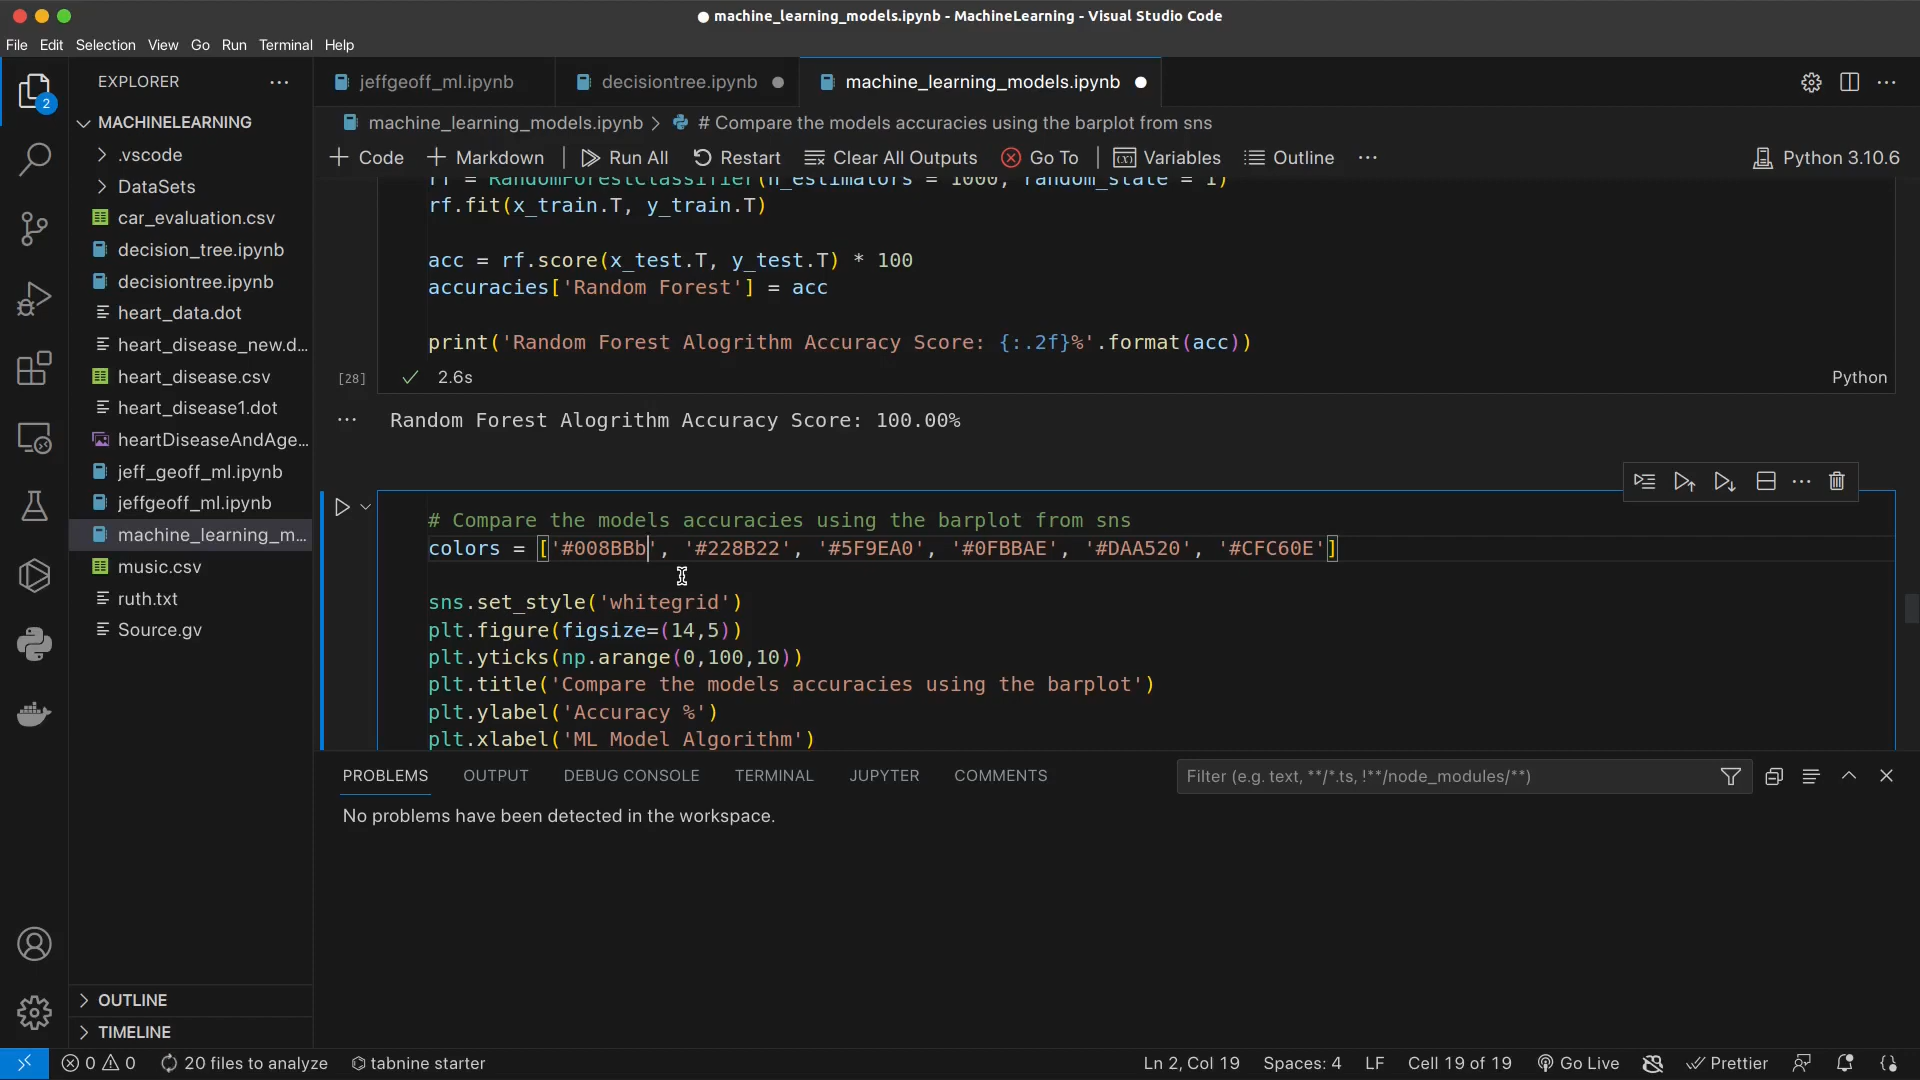 machine_learning_models.ipynb - MachineLearning - Visual Studio Code
File Edit Selection View Go Run Terminal Help
EXPLORER
2
MACHINELEARNING
.vscode
DataSets
car_evaluation.csv
decision_tree.ipynb
decisiontree.ipynb
heart_data.dot
heart_disease_new.d...
heart_disease.csv
heart_disease1.dot
heartDiseaseAndAge...
jeff_geoff_ml.ipynb
jeffgeoff_ml.ipynb
machine_learning_m...
music.csv
ruth.txt
Source.gv
OUTLINE
TIMELINE
jeffgeoff_ml.ipynb decisiontree.ipynb machine_learning_models.ipynb
machine_learning_models.ipynb > # Compare the models accuracies using the barplot from sns
+ Code + Markdown Run All Restart Clear All Outputs Go To Variables Outline ... Python 3.10.6
rf = RandomForestClassifier(n_estimators = 1000, random_state = 1)
rf.fit(x_train.T, y_train.T)
acc = rf.score(x_test.T, y_test.T) * 100
accuracies['Random Forest'] = acc
print('Random Forest Alogrithm Accuracy Score: {:.2f}%'.format(acc))
[28] 2.6s Python
Random Forest Alogrithm Accuracy Score: 100.00%
# Compare the models accuracies using the barplot from sns
colors = ['#008BBb', '#228B22', '#5F9EA0', '#0FBBAE', '#DAA520', '#CFC60E']
sns.set_style('whitegrid')
plt.figure(figsize=(14,5))
plt.yticks(np.arange(0,100,10))
plt.title('Compare the models accuracies using the barplot')
plt.ylabel('Accuracy %')
plt.xlabel('ML Model Algorithm')
PROBLEMS OUTPUT DEBUG CONSOLE TERMINAL JUPYTER COMMENTS Filter (e.g. text, **/*.ts, !**/node_modules/**)
No problems have been detected in the workspace.
0 0 20 files to analyze tabnine starter Ln 2, Col 19 Spaces: 4 LF Cell 19 of 19 Go Live Prettier